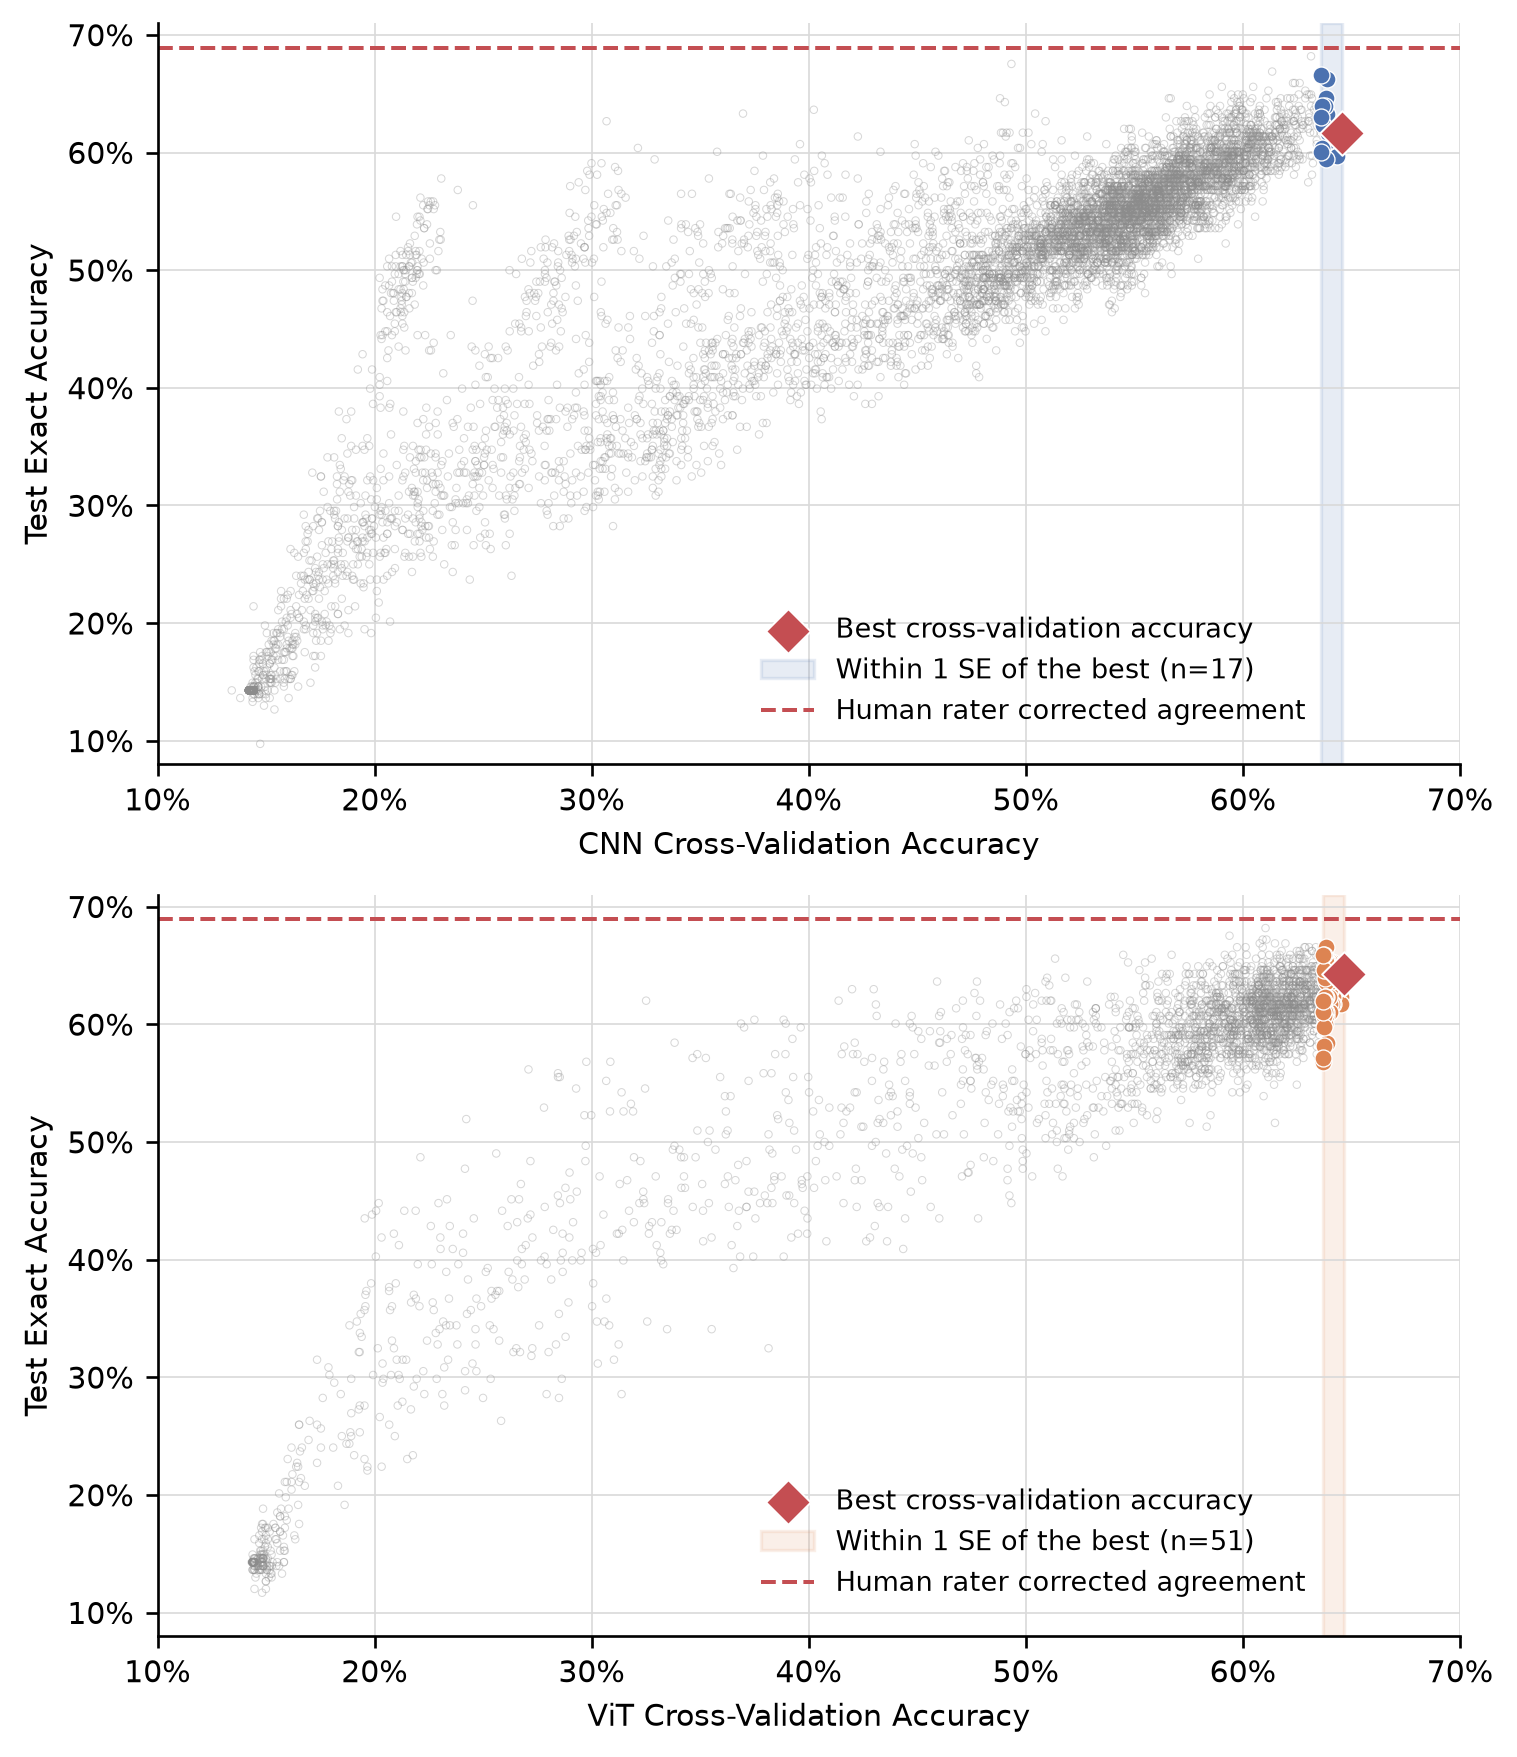 70%
60%
50%
40%
30%
20%
10%
Test Exact Accuracy
Best cross-validation accuracy
Within 1 SE of the best (n=17)
Human rater corrected agreement
10% 20% 30% 40% 50% 60% 70%
CNN Cross-Validation Accuracy
70%
60%
50%
40%
30%
20%
10%
Test Exact Accuracy
Best cross-validation accuracy
Within 1 SE of the best (n=51)
Human rater corrected agreement
10% 20% 30% 40% 50% 60% 70%
ViT Cross-Validation Accuracy